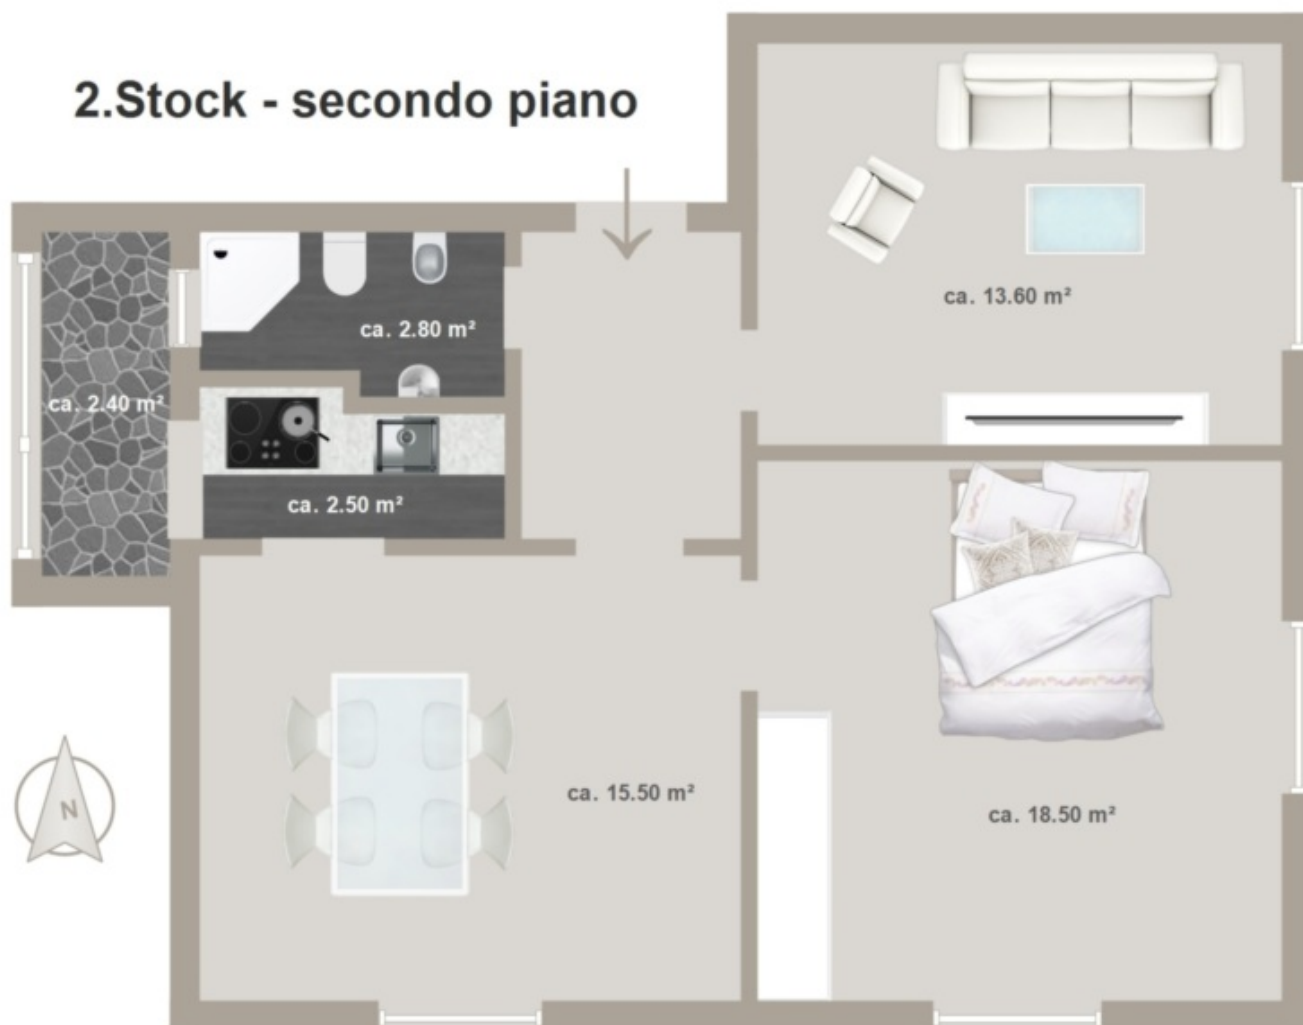 2.Stock - secondo piano
ca. 13.60 m²
ca. 2.80 m²
ca. 2.40 m²
ca. 2.50 m²
ca. 15.50 m²
ca. 18.50 m²
N